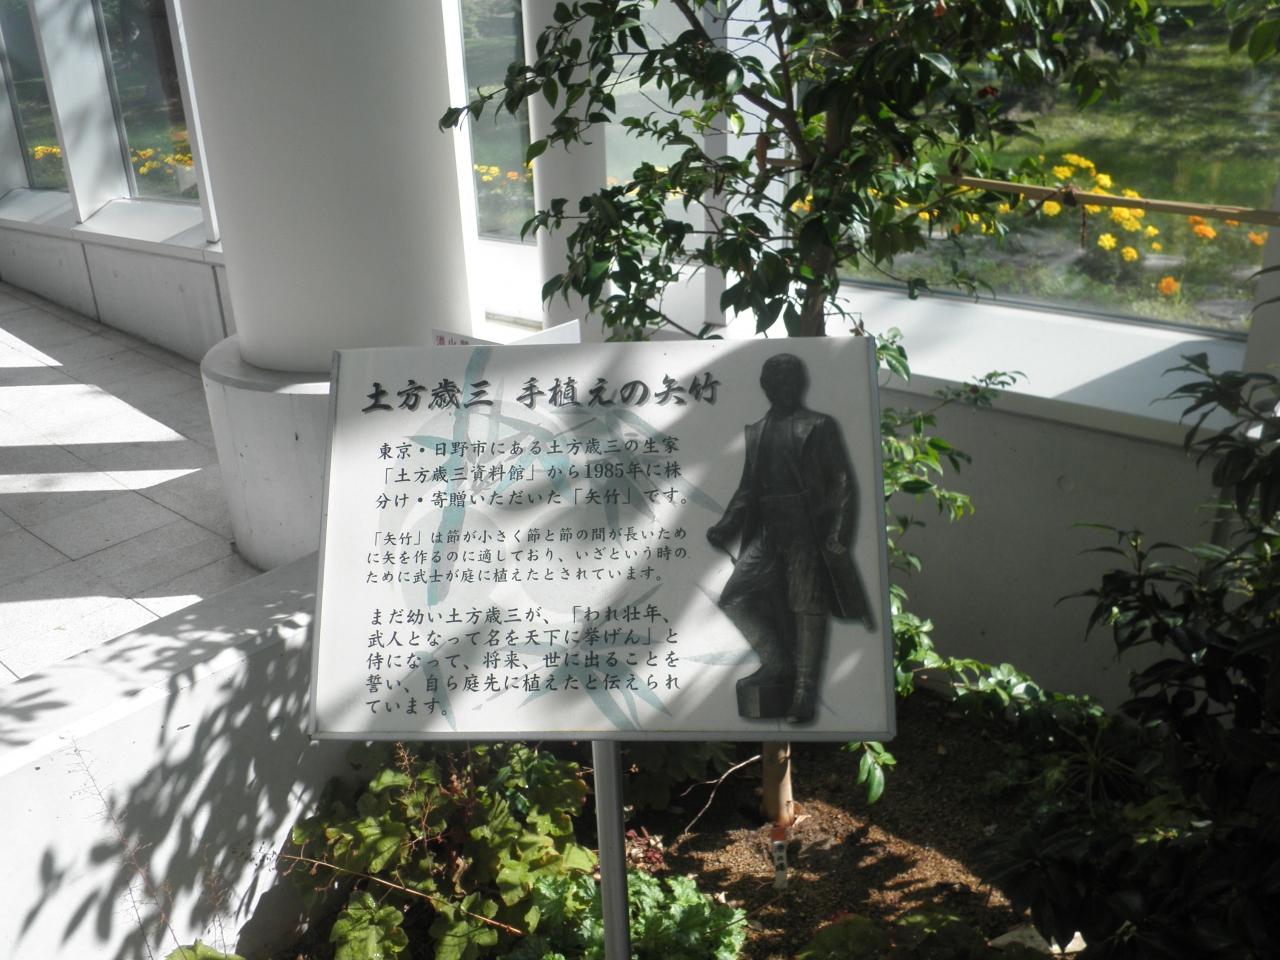 土方歳三 手植えの矢竹
東京・日野市にある土方歳三の生家
「土方歳三資料館」から1985年に株
分け・寄贈いただいた「矢竹」です。
「矢竹」は節が小さく節と節の間が長いため
に矢を作るのに適しており、いざという時の
ために武士が庭に植えたとされています。
まだ幼い土方歳三が、「われ壮年、
武人となって名を天下に挙げん」と
侍になって、将来、世に出ることを
誓い、自ら庭先に植えたと伝えられ
ています。